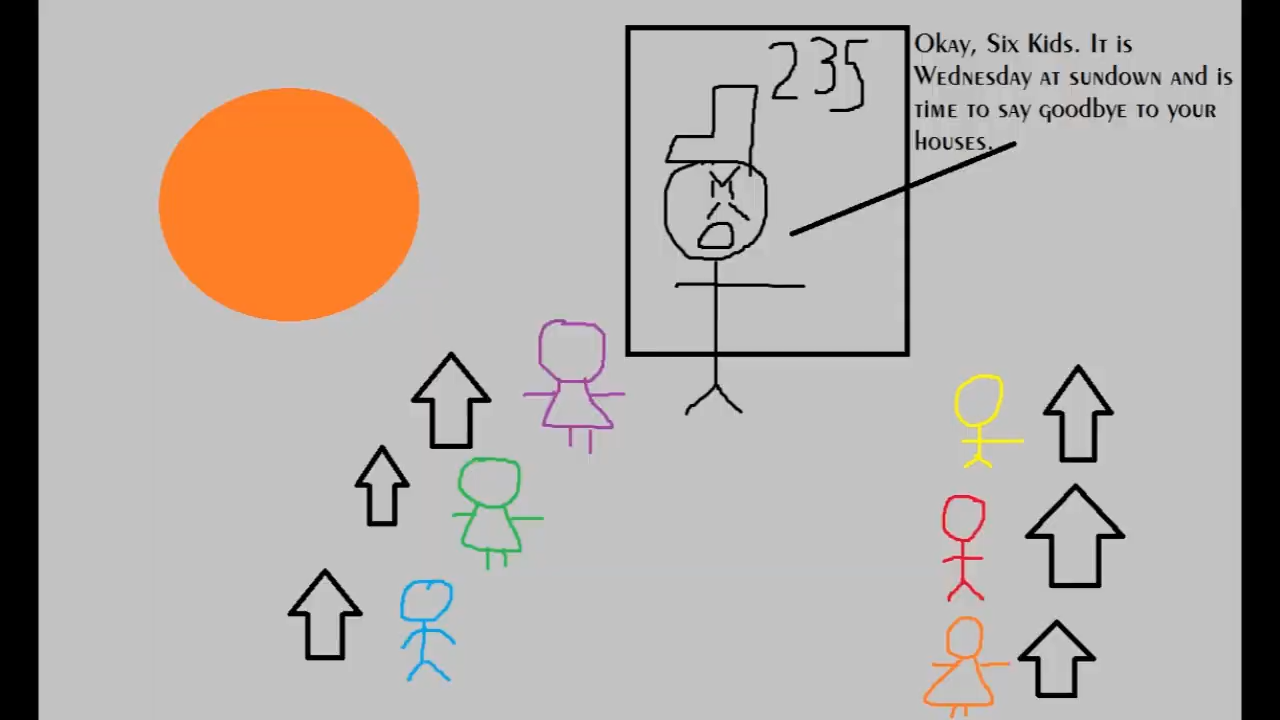 235
Okay, Six Kids. It is
Wednesday at sundown and is
time to say goodbye to your
houses.